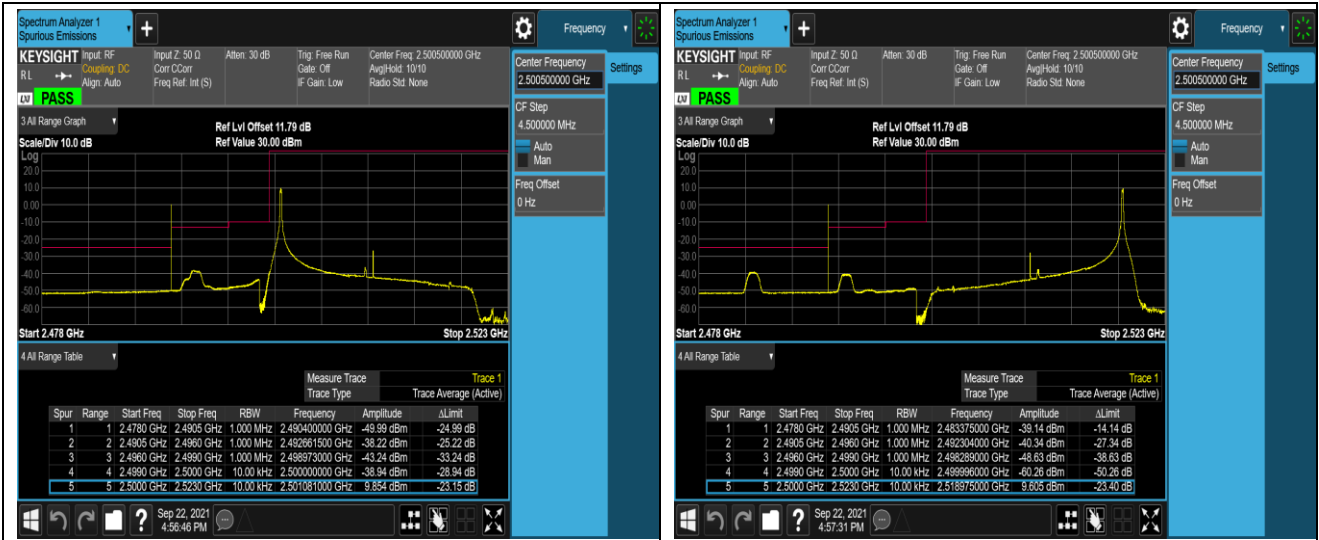 Spectrum Analyzer 1
Spurious Emissions
+
Frequency
KEYSIGHT Input: RF Input Z: 50 Ω Atten: 30 dB Trig: Free Run Center Freq: 2.500500000 GHz
Coupling: DC Corr CCorr Gate: Off Avg|Hold: 10/10
R L Align: Auto Freq Ref: Int (S) IF Gain: Low Radio Std: None
PASS
Center Frequency
2.500500000 GHz
Settings
CF Step
4.500000 MHz
Auto
Man
Freq Offset
0 Hz
3 All Range Graph
Ref Lvl Offset 11.79 dB
Scale/Div 10.0 dB Ref Value 30.00 dBm
Log
20.0
10.0
0.00
-10.0
-20.0
-30.0
-40.0
-50.0
-60.0
Start 2.478 GHz Stop 2.523 GHz
4 All Range Table
Measure Trace Trace 1
Trace Type Trace Average (Active)
Spur Range Start Freq Stop Freq RBW Frequency Amplitude ΔLimit
1 1 2.4780 GHz 2.4905 GHz 1.000 MHz 2.490400000 GHz -49.99 dBm -24.99 dB
2 2 2.4905 GHz 2.4960 GHz 1.000 MHz 2.492661500 GHz -38.22 dBm -25.22 dB
3 3 2.4960 GHz 2.4990 GHz 1.000 MHz 2.498973000 GHz -43.24 dBm -33.24 dB
4 4 2.4990 GHz 2.5000 GHz 10.00 kHz 2.500000000 GHz -38.94 dBm -28.94 dB
5 5 2.5000 GHz 2.5230 GHz 10.00 kHz 2.501081000 GHz 9.854 dBm -23.15 dB
?
Sep 22, 2021
4:56:46 PM
Spectrum Analyzer 1
Spurious Emissions
+
Frequency
KEYSIGHT Input: RF Input Z: 50 Ω Atten: 30 dB Trig: Free Run Center Freq: 2.500500000 GHz
Coupling: DC Corr CCorr Gate: Off Avg|Hold: 10/10
R L Align: Auto Freq Ref: Int (S) IF Gain: Low Radio Std: None
PASS
Center Frequency
2.500500000 GHz
Settings
CF Step
4.500000 MHz
Auto
Man
Freq Offset
0 Hz
3 All Range Graph
Ref Lvl Offset 11.79 dB
Scale/Div 10.0 dB Ref Value 30.00 dBm
Log
20.0
10.0
0.00
-10.0
-20.0
-30.0
-40.0
-50.0
-60.0
Start 2.478 GHz Stop 2.523 GHz
4 All Range Table
Measure Trace Trace 1
Trace Type Trace Average (Active)
Spur Range Start Freq Stop Freq RBW Frequency Amplitude ΔLimit
1 1 2.4780 GHz 2.4905 GHz 1.000 MHz 2.483375000 GHz -39.14 dBm -14.14 dB
2 2 2.4905 GHz 2.4960 GHz 1.000 MHz 2.492304000 GHz -40.34 dBm -27.34 dB
3 3 2.4960 GHz 2.4990 GHz 1.000 MHz 2.498289000 GHz -48.63 dBm -38.63 dB
4 4 2.4990 GHz 2.5000 GHz 10.00 kHz 2.499996000 GHz -60.26 dBm -50.26 dB
5 5 2.5000 GHz 2.5230 GHz 10.00 kHz 2.518975000 GHz 9.605 dBm -23.40 dB
?
Sep 22, 2021
4:57:31 PM